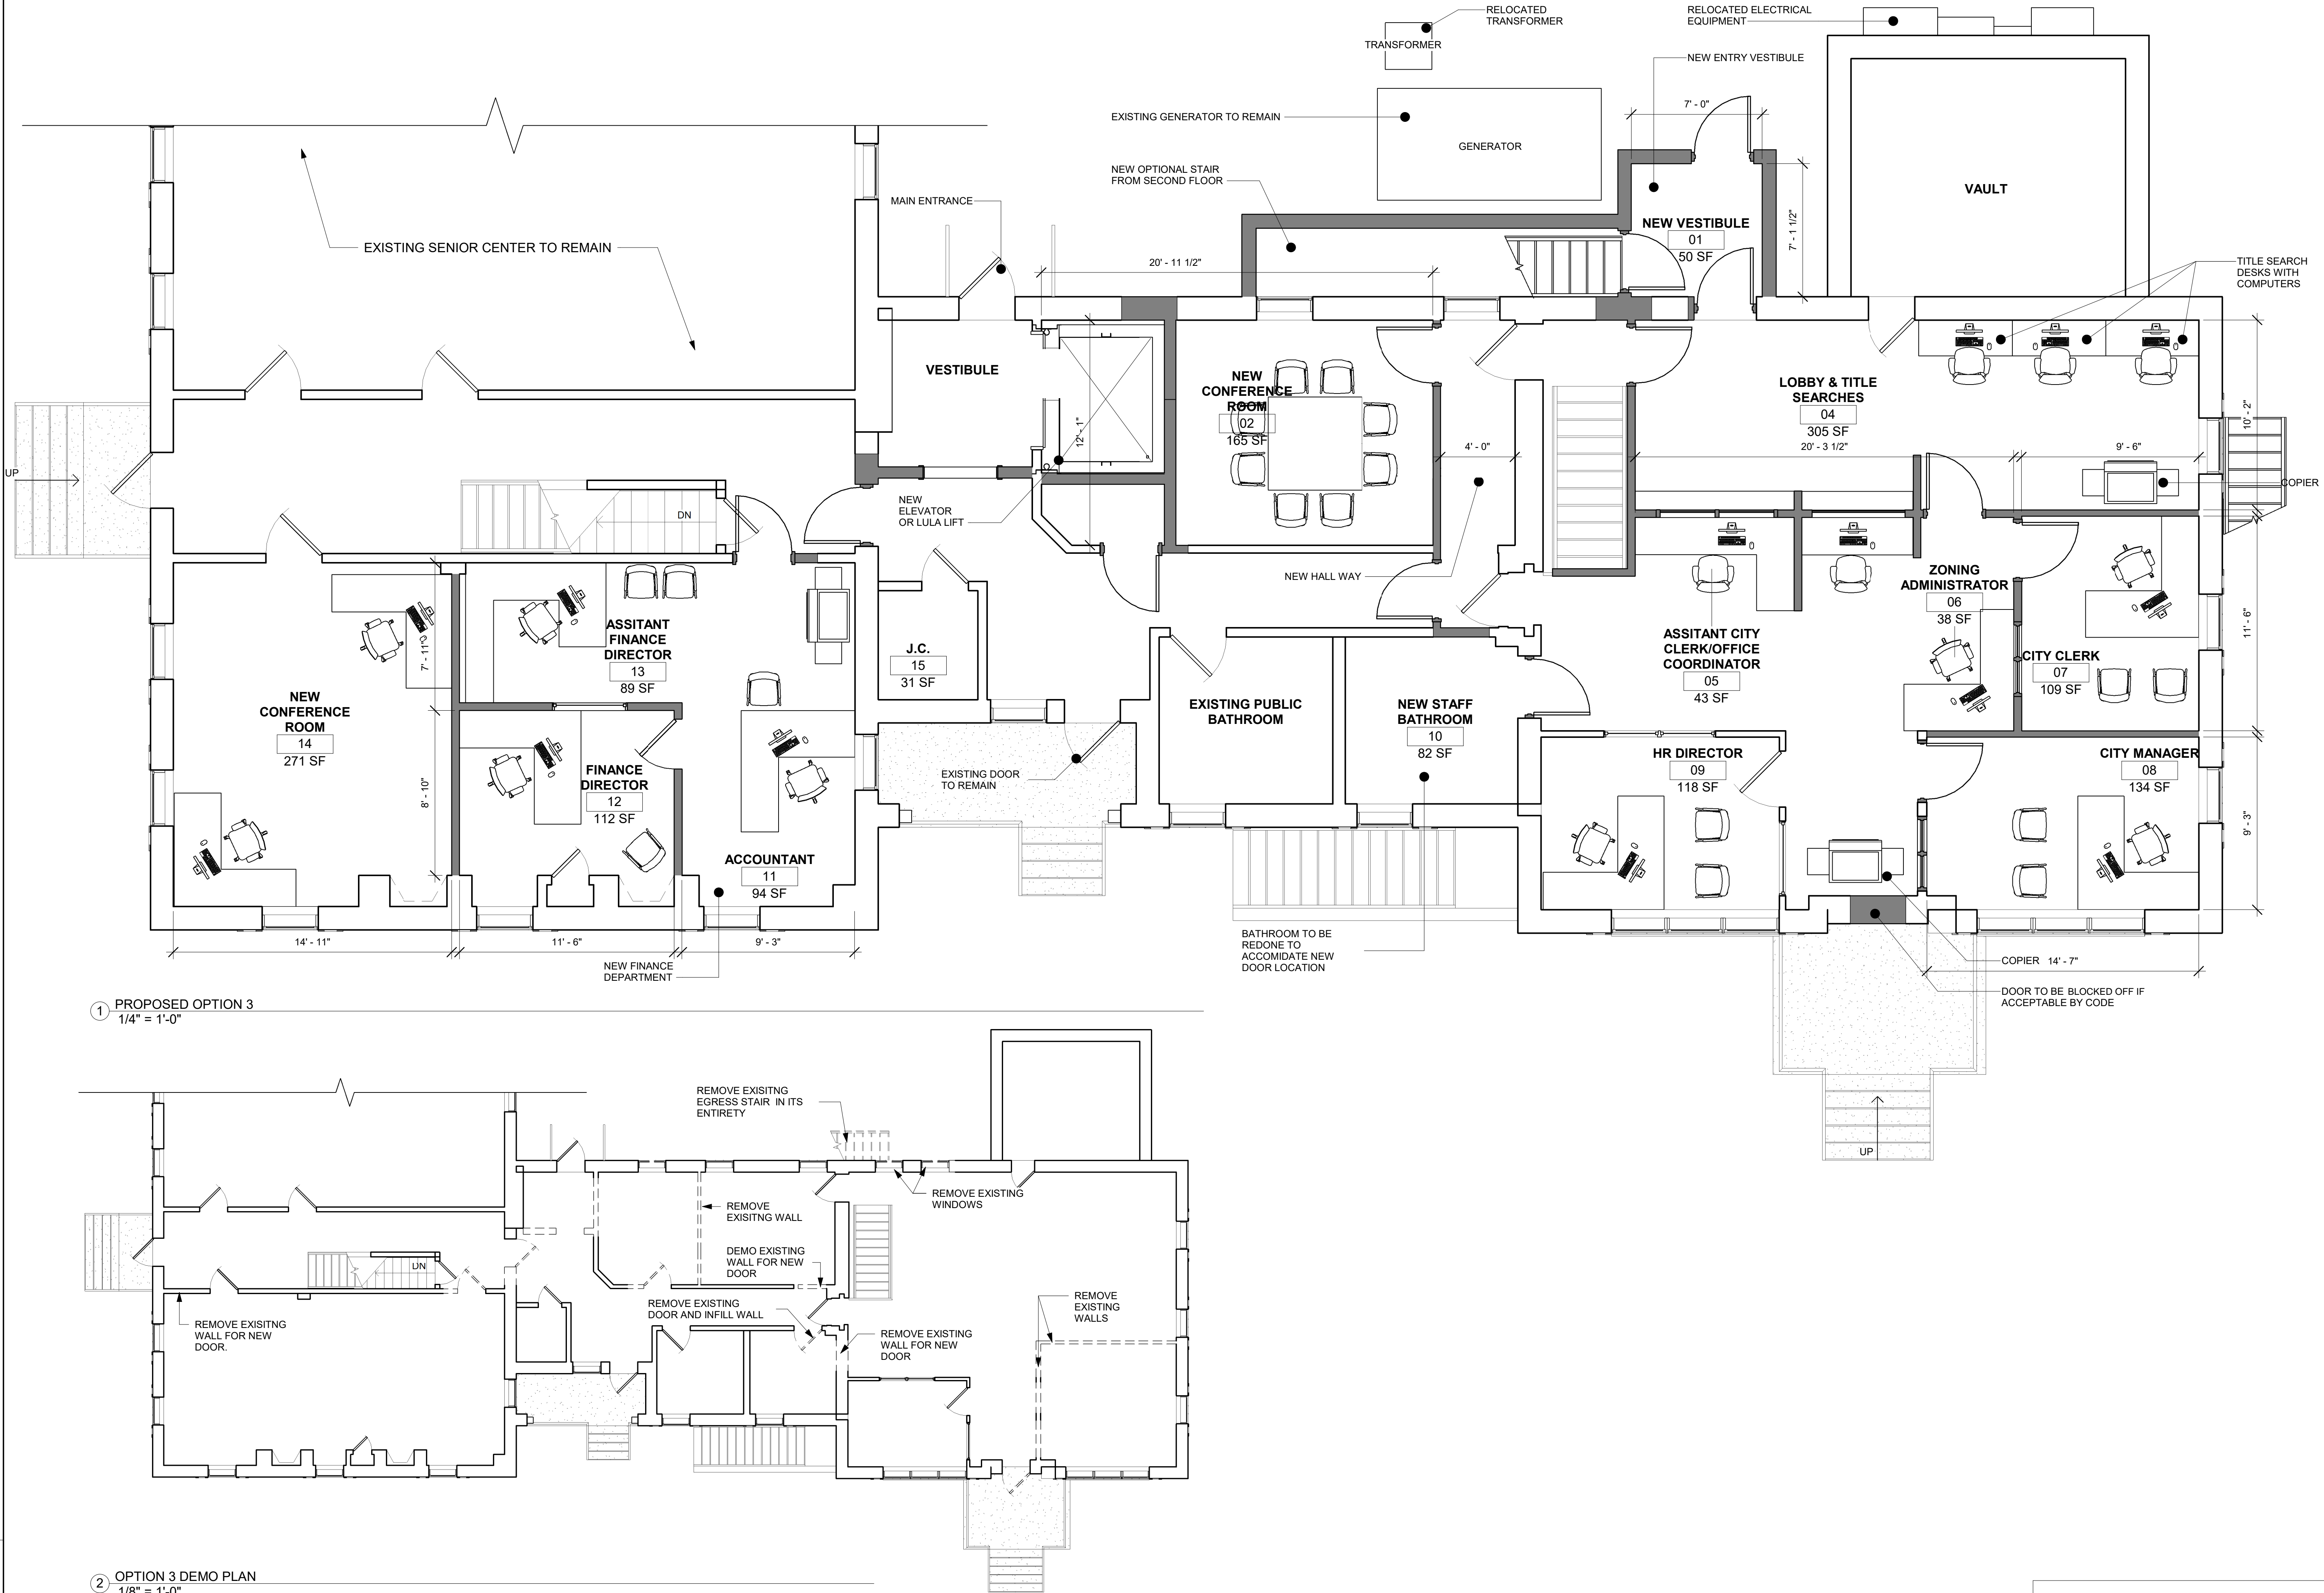 RELOCATED
TRANSFORMER
TRANSFORMER
RELOCATED ELECTRICAL
EQUIPMENT
NEW ENTRY VESTIBULE
7' - 0"
EXISTING GENERATOR TO REMAIN
GENERATOR
NEW OPTIONAL STAIR
FROM SECOND FLOOR
VAULT
MAIN ENTRANCE
NEW VESTIBULE
01
50 SF
7' - 1 1/2"
EXISTING SENIOR CENTER TO REMAIN
20' - 11 1/2"
TITLE SEARCH
DESKS WITH
COMPUTERS
VESTIBULE
NEW
CONFERENCE
ROOM
02
165 SF
12' - 1"
4' - 0"
LOBBY & TITLE
SEARCHES
04
305 SF
20' - 3 1/2"
9' - 6"
10' - 2"
COPIER
UP
DN
NEW
ELEVATOR
OR LULA LIFT
NEW HALL WAY
ZONING
ADMINISTRATOR
06
38 SF
11' - 6"
ASSITANT
FINANCE
DIRECTOR
13
89 SF
7' - 11"
J.C.
15
31 SF
ASSITANT CITY
CLERK/OFFICE
COORDINATOR
05
43 SF
CITY CLERK
07
109 SF
NEW
CONFERENCE
ROOM
14
271 SF
EXISTING PUBLIC
BATHROOM
NEW STAFF
BATHROOM
10
82 SF
HR DIRECTOR
09
118 SF
CITY MANAGER
08
134 SF
FINANCE
DIRECTOR
12
112 SF
8' - 10"
EXISTING DOOR
TO REMAIN
9' - 3"
ACCOUNTANT
11
94 SF
14' - 11"
11' - 6"
9' - 3"
NEW FINANCE
DEPARTMENT
BATHROOM TO BE
REDONE TO
ACCOMIDATE NEW
DOOR LOCATION
COPIER
14' - 7"
DOOR TO BE BLOCKED OFF IF
ACCEPTABLE BY CODE
UP
1
PROPOSED OPTION 3
1/4" = 1'-0"
REMOVE EXISITNG
EGRESS STAIR IN ITS
ENTIRETY
REMOVE EXISTING
WINDOWS
REMOVE
EXISITNG WALL
DEMO EXISTING
WALL FOR NEW
DOOR
DN
REMOVE EXISTING
DOOR AND INFILL WALL
REMOVE
EXISTING
WALLS
REMOVE EXISITNG
WALL FOR NEW
DOOR.
REMOVE EXISTING
WALL FOR NEW
DOOR
2
OPTION 3 DEMO PLAN
1/8" = 1'-0"